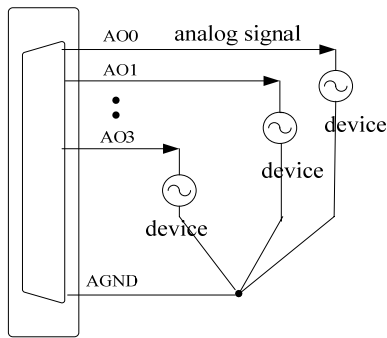 AO0 analog signal
AO1
device
AO3
device
device
AGND